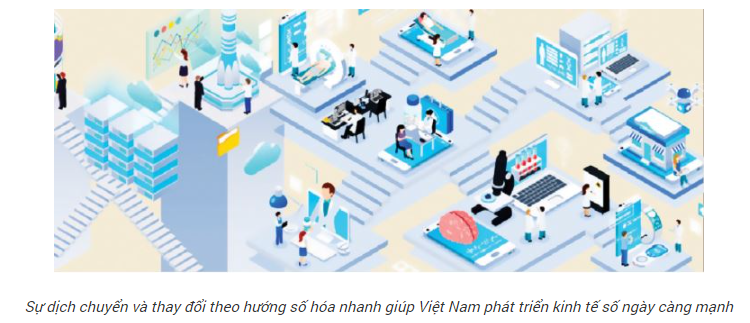 Sự dịch chuyển và thay đổi theo hướng số hóa nhanh giúp Việt Nam phát triển kinh tế số ngày càng mạnh